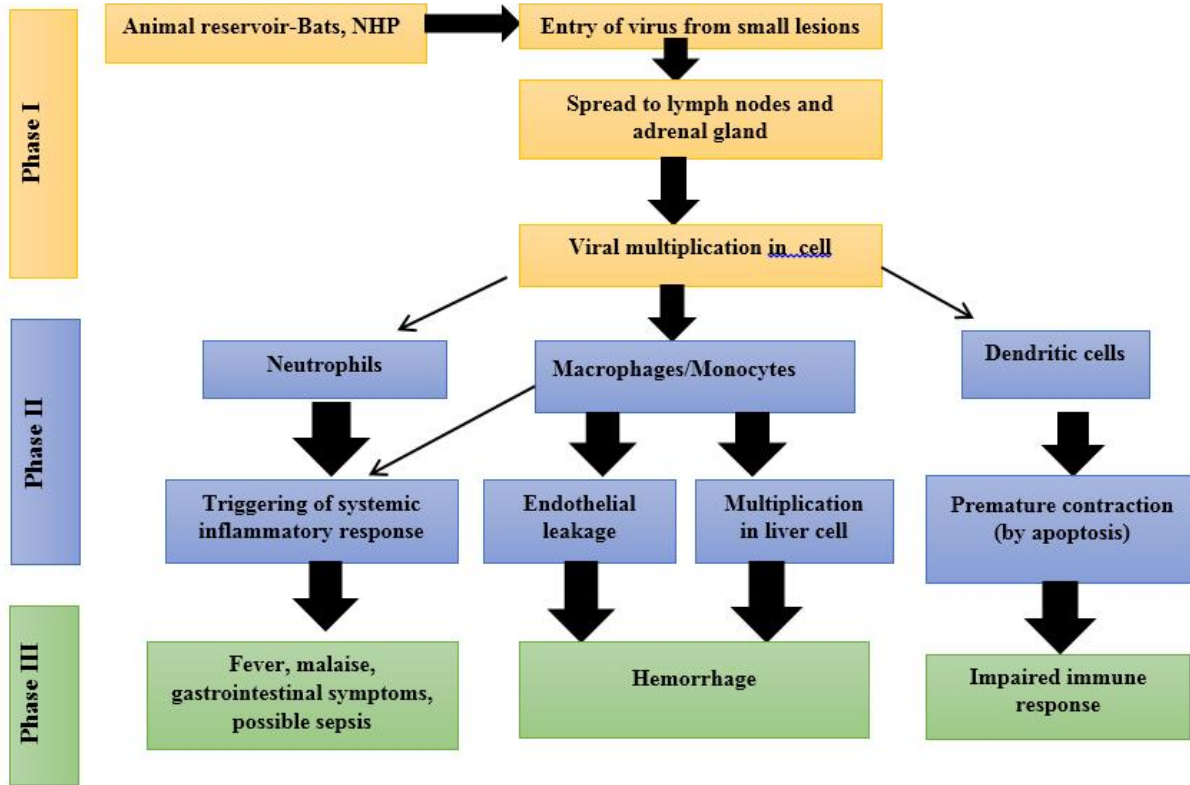 Phase I
Animal reservoir-Bats, NHP
Entry of virus from small lesions
Spread to lymph nodes and
adrenal gland
Viral multiplication in cell
Phase II
Neutrophils
Macrophages/Monocytes
Dendritic cells
Triggering of systemic
inflammatory response
Endothelial
leakage
Multiplication
in liver cell
Premature contraction
(by apoptosis)
Phase III
Fever, malaise,
gastrointestinal symptoms,
possible sepsis
Hemorrhage
Impaired immune
response